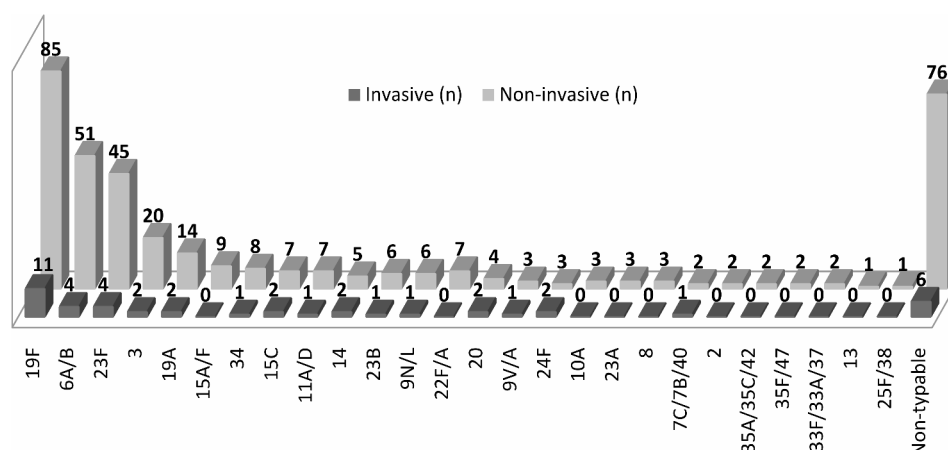 Invasive (n) Non-invasive (n)
85 51 45 20 14 9 8 7 7 5 6 6 7 4 3 3 3 3 3 2 2 2 2 2 1 1 76
11 4 4 2 2 0 1 2 1 2 1 1 0 2 1 2 0 0 0 1 0 0 0 0 0 0 6
19F
6A/B
23F
3
19A
15A/F
34
15C
11A/D
14
23B
9N/L
22F/A
20
9V/A
24F
10A
23A
8
7C/7B/40
2
35A/35C/42
35F/47
33F/33A/37
13
25F/38
Non-typable